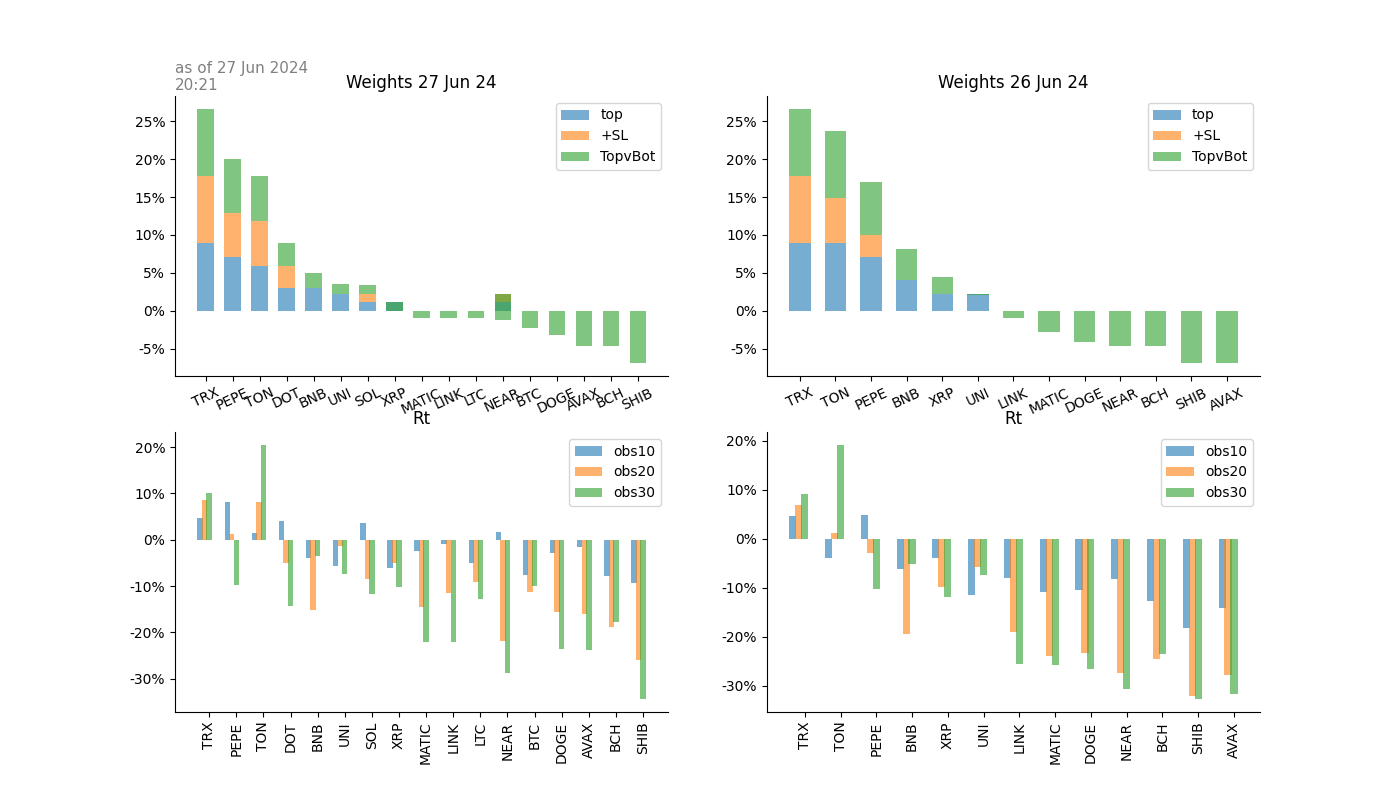 as of 27 Jun 2024
20:21
Weights 27 Jun 24
25%
20%
15%
10%
5%
0%
-5%
top
+SL
TopvBot
TRX PEPE TON DOT BNB UNI SOL XRP MATIC LINK LTC NEAR BTC DOGE AVAX BCH SHIB
Weights 26 Jun 24
25%
20%
15%
10%
5%
0%
-5%
top
+SL
TopvBot
TRX TON PEPE BNB XRP UNI LINK MATIC DOGE NEAR BCH SHIB AVAX
Rt
20%
10%
0%
-10%
-20%
-30%
obs10
obs20
obs30
TRX PEPE TON DOT BNB UNI SOL XRP MATIC LINK LTC NEAR BTC DOGE AVAX BCH SHIB
Rt
20%
10%
0%
-10%
-20%
-30%
obs10
obs20
obs30
TRX TON PEPE BNB XRP UNI LINK MATIC DOGE NEAR BCH SHIB AVAX